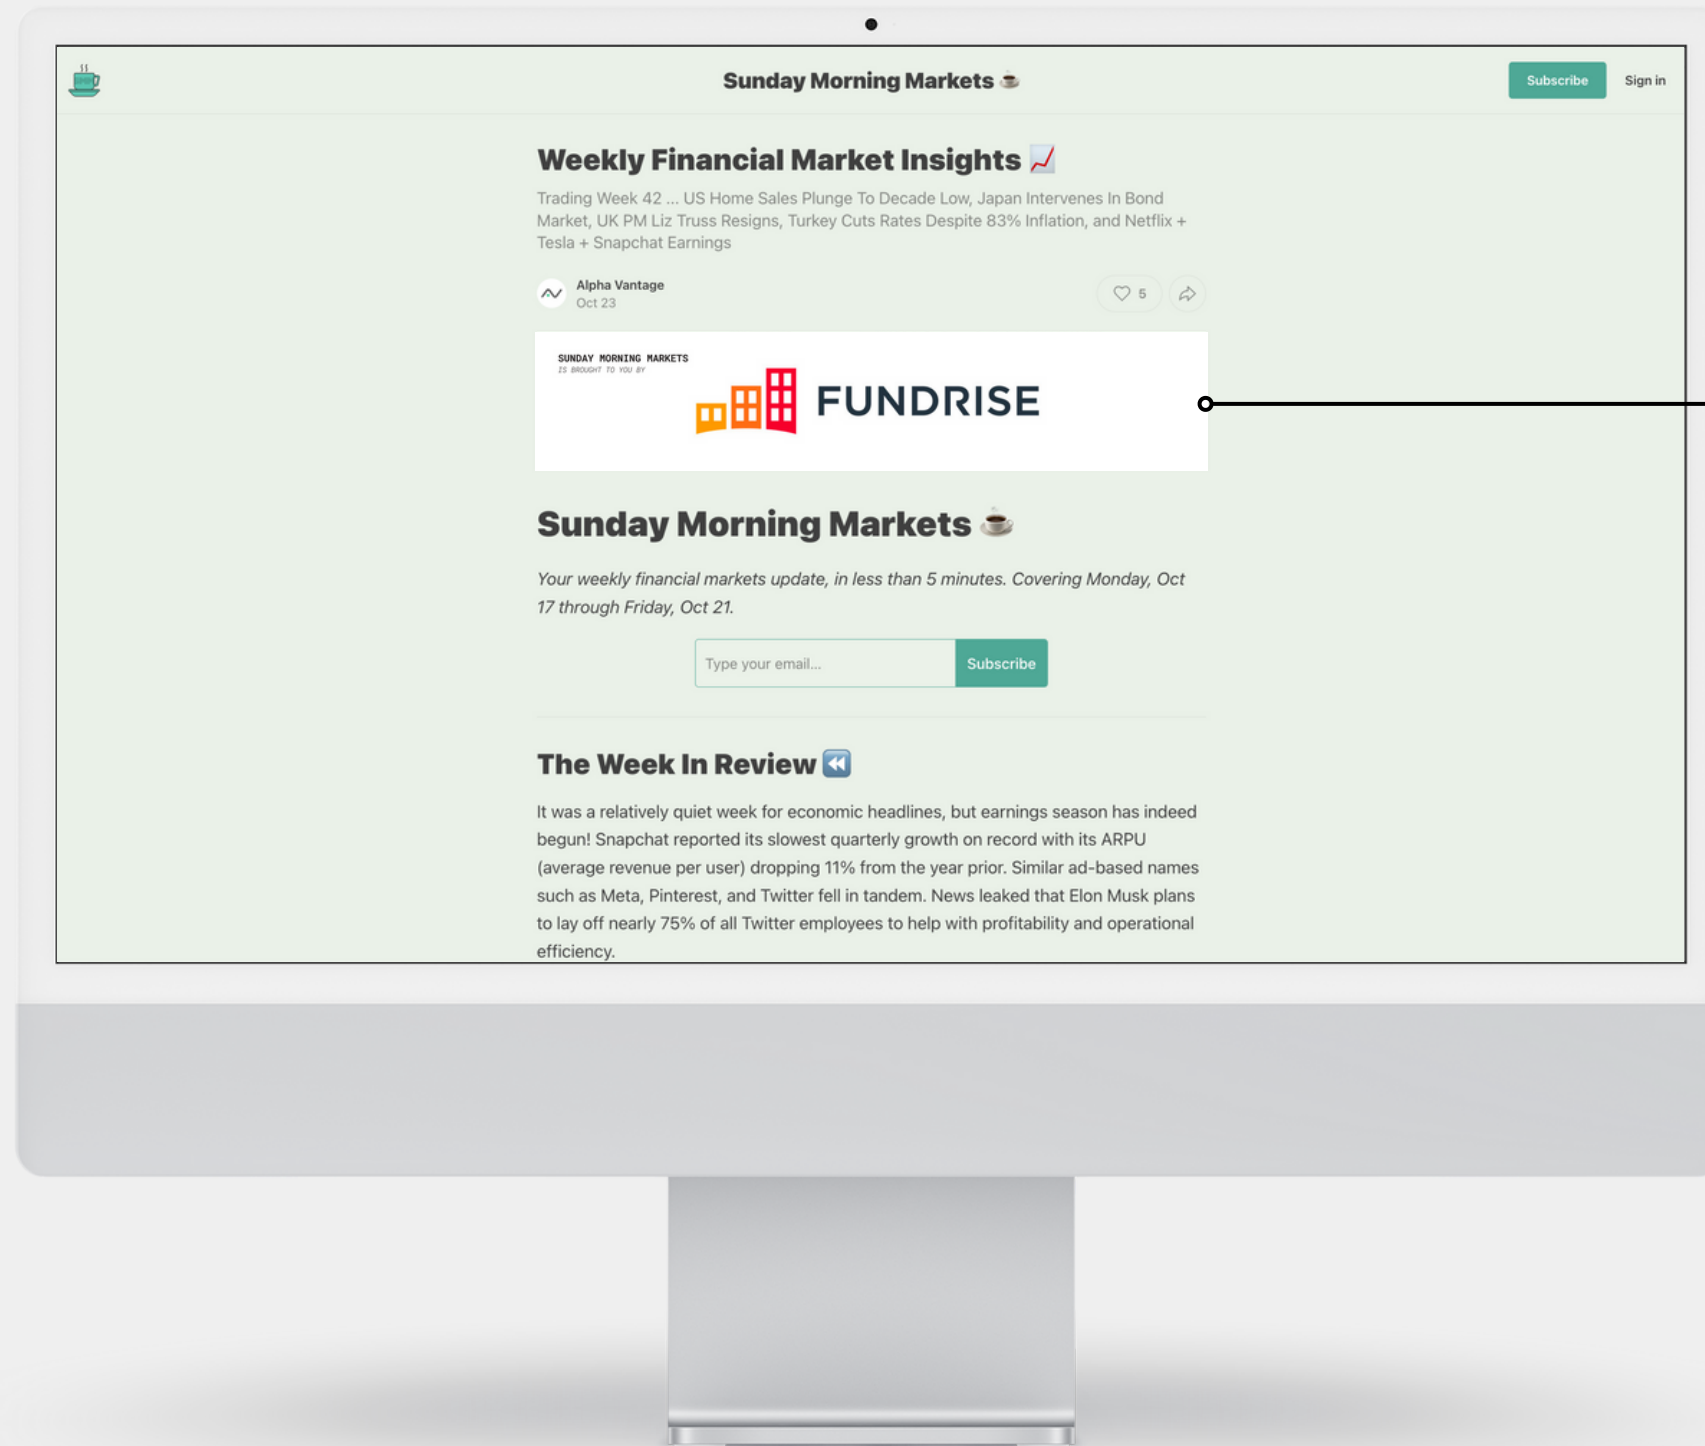 Sunday Morning Markets ☕
Subscribe
Sign in
Weekly Financial Market Insights 📈
Trading Week 42 ... US Home Sales Plunge To Decade Low, Japan Intervenes In Bond
Market, UK PM Liz Truss Resigns, Turkey Cuts Rates Despite 83% Inflation, and Netflix +
Tesla + Snapchat Earnings
Alpha Vantage
Oct 23
5
SUNDAY MORNING MARKETS
IS BROUGHT TO YOU BY
FUNDRISE
Sunday Morning Markets ☕
Your weekly financial markets update, in less than 5 minutes. Covering Monday, Oct
17 through Friday, Oct 21.
Type your email...
Subscribe
The Week In Review ⏪
It was a relatively quiet week for economic headlines, but earnings season has indeed
begun! Snapchat reported its slowest quarterly growth on record with its ARPU
(average revenue per user) dropping 11% from the year prior. Similar ad-based names
such as Meta, Pinterest, and Twitter fell in tandem. News leaked that Elon Musk plans
to lay off nearly 75% of all Twitter employees to help with profitability and operational
efficiency.